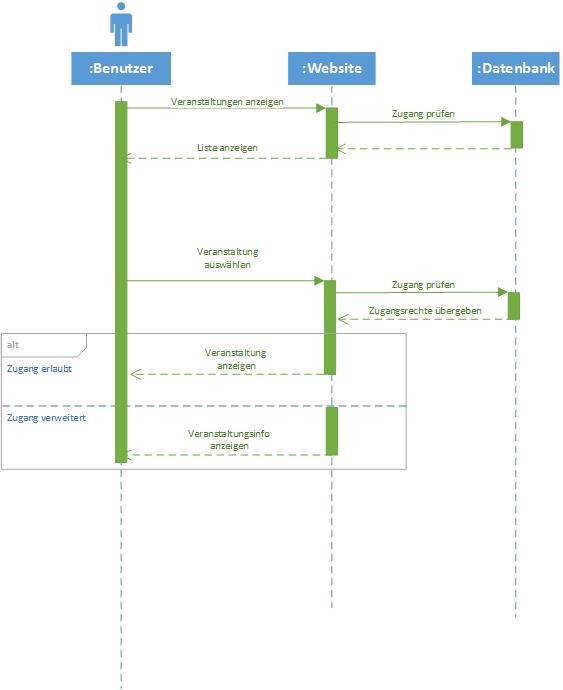 :Benutzer
:Website
:Datenbank
Veranstaltungen anzeigen
Zugang prüfen
Liste anzeigen
Veranstaltung
auswählen
Zugang prüfen
Zugangsrechte übergeben
alt
Zugang erlaubt
Veranstaltung
anzeigen
Zugang verweitert
Veranstaltungsinfo
anzeigen